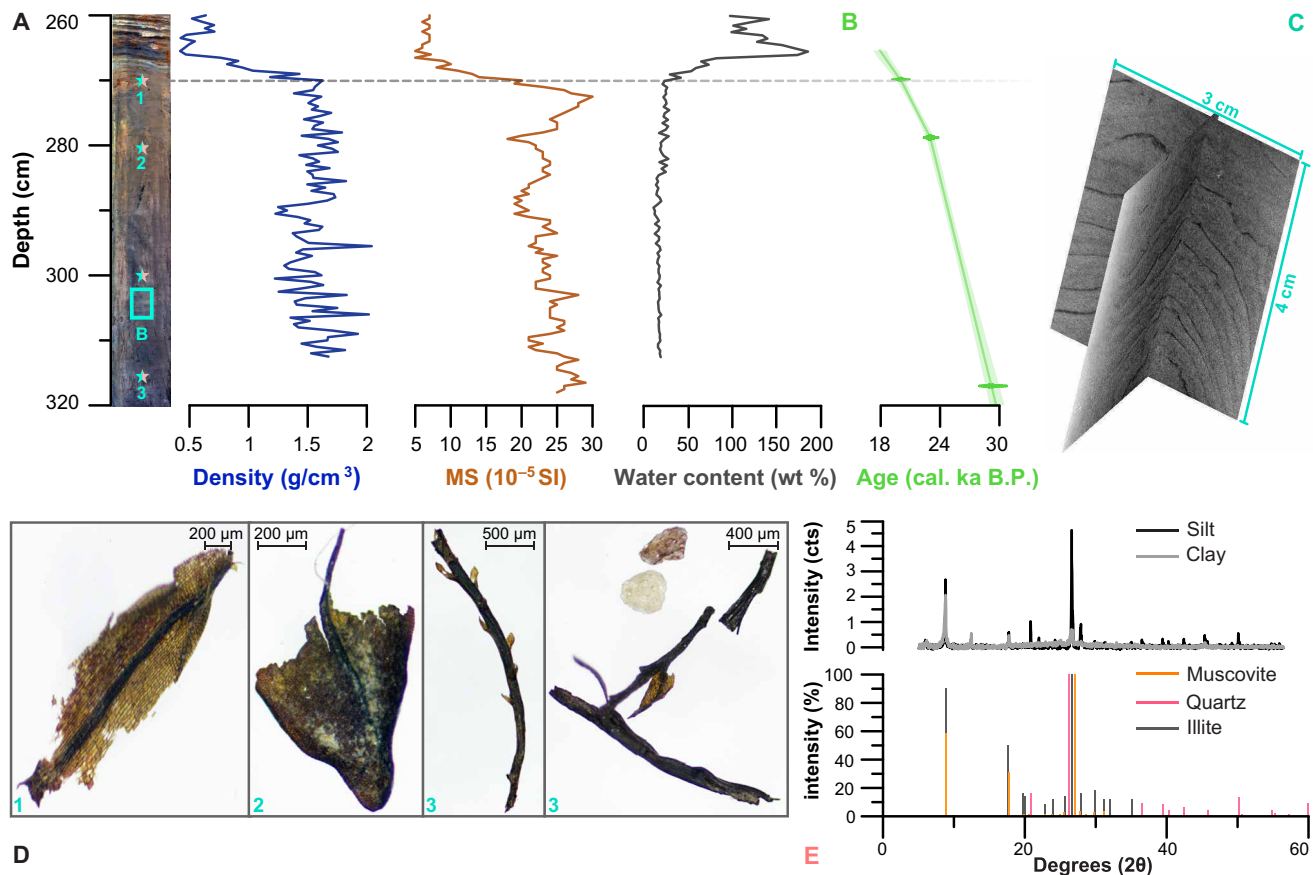 A
B
C
260
280
300
320
Depth (cm)
1
2
B
3
0.5 1 1.5 2
Density (g/cm³)
5 10 15 20 25 30
MS (10⁻⁵ SI)
0 50 100 150 200
Water content (wt %)
18 24 30
Age (cal. ka B.P.)
3 cm
4 cm
200 µm
200 µm
500 µm
400 µm
1
2
3
3
D
5
4
3
2
1
0
Intensity (cts)
Silt
Clay
100
80
60
40
20
0
intensity (%)
Muscovite
Quartz
Illite
0 20 40 60
Degrees (2θ)
E